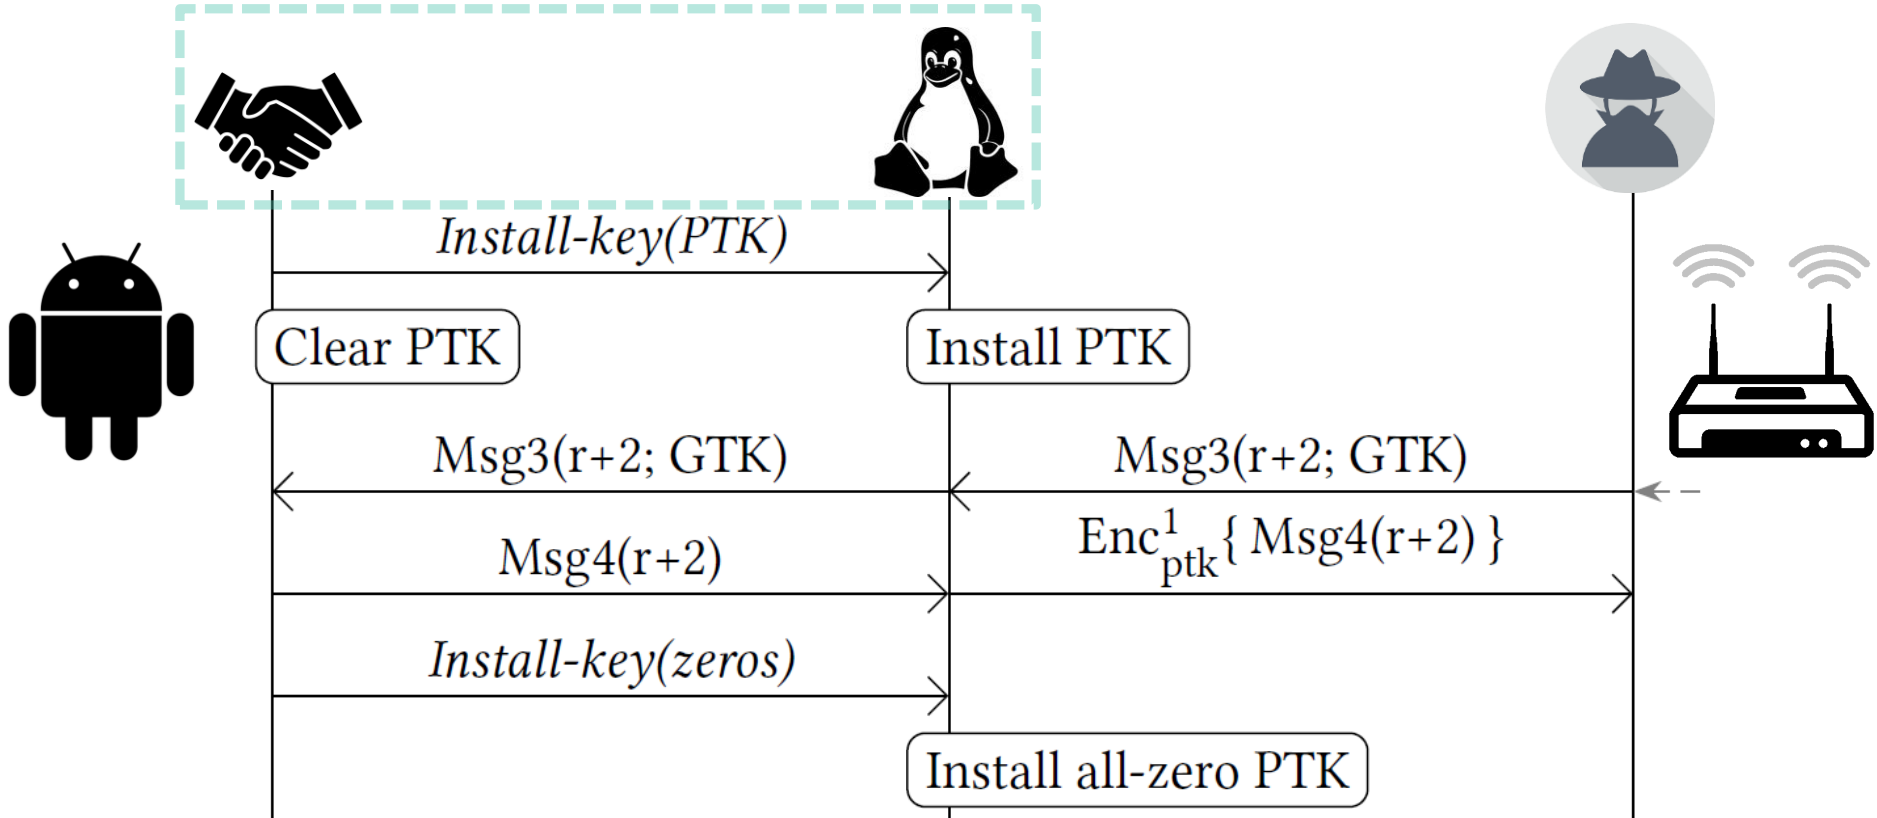 Install-key(PTK)
Clear PTK
Install PTK
Msg3(r+2; GTK)
Msg3(r+2; GTK)
Msg4(r+2)
Enc¹ₚₜₖ{ Msg4(r+2) }
Install-key(zeros)
Install all-zero PTK